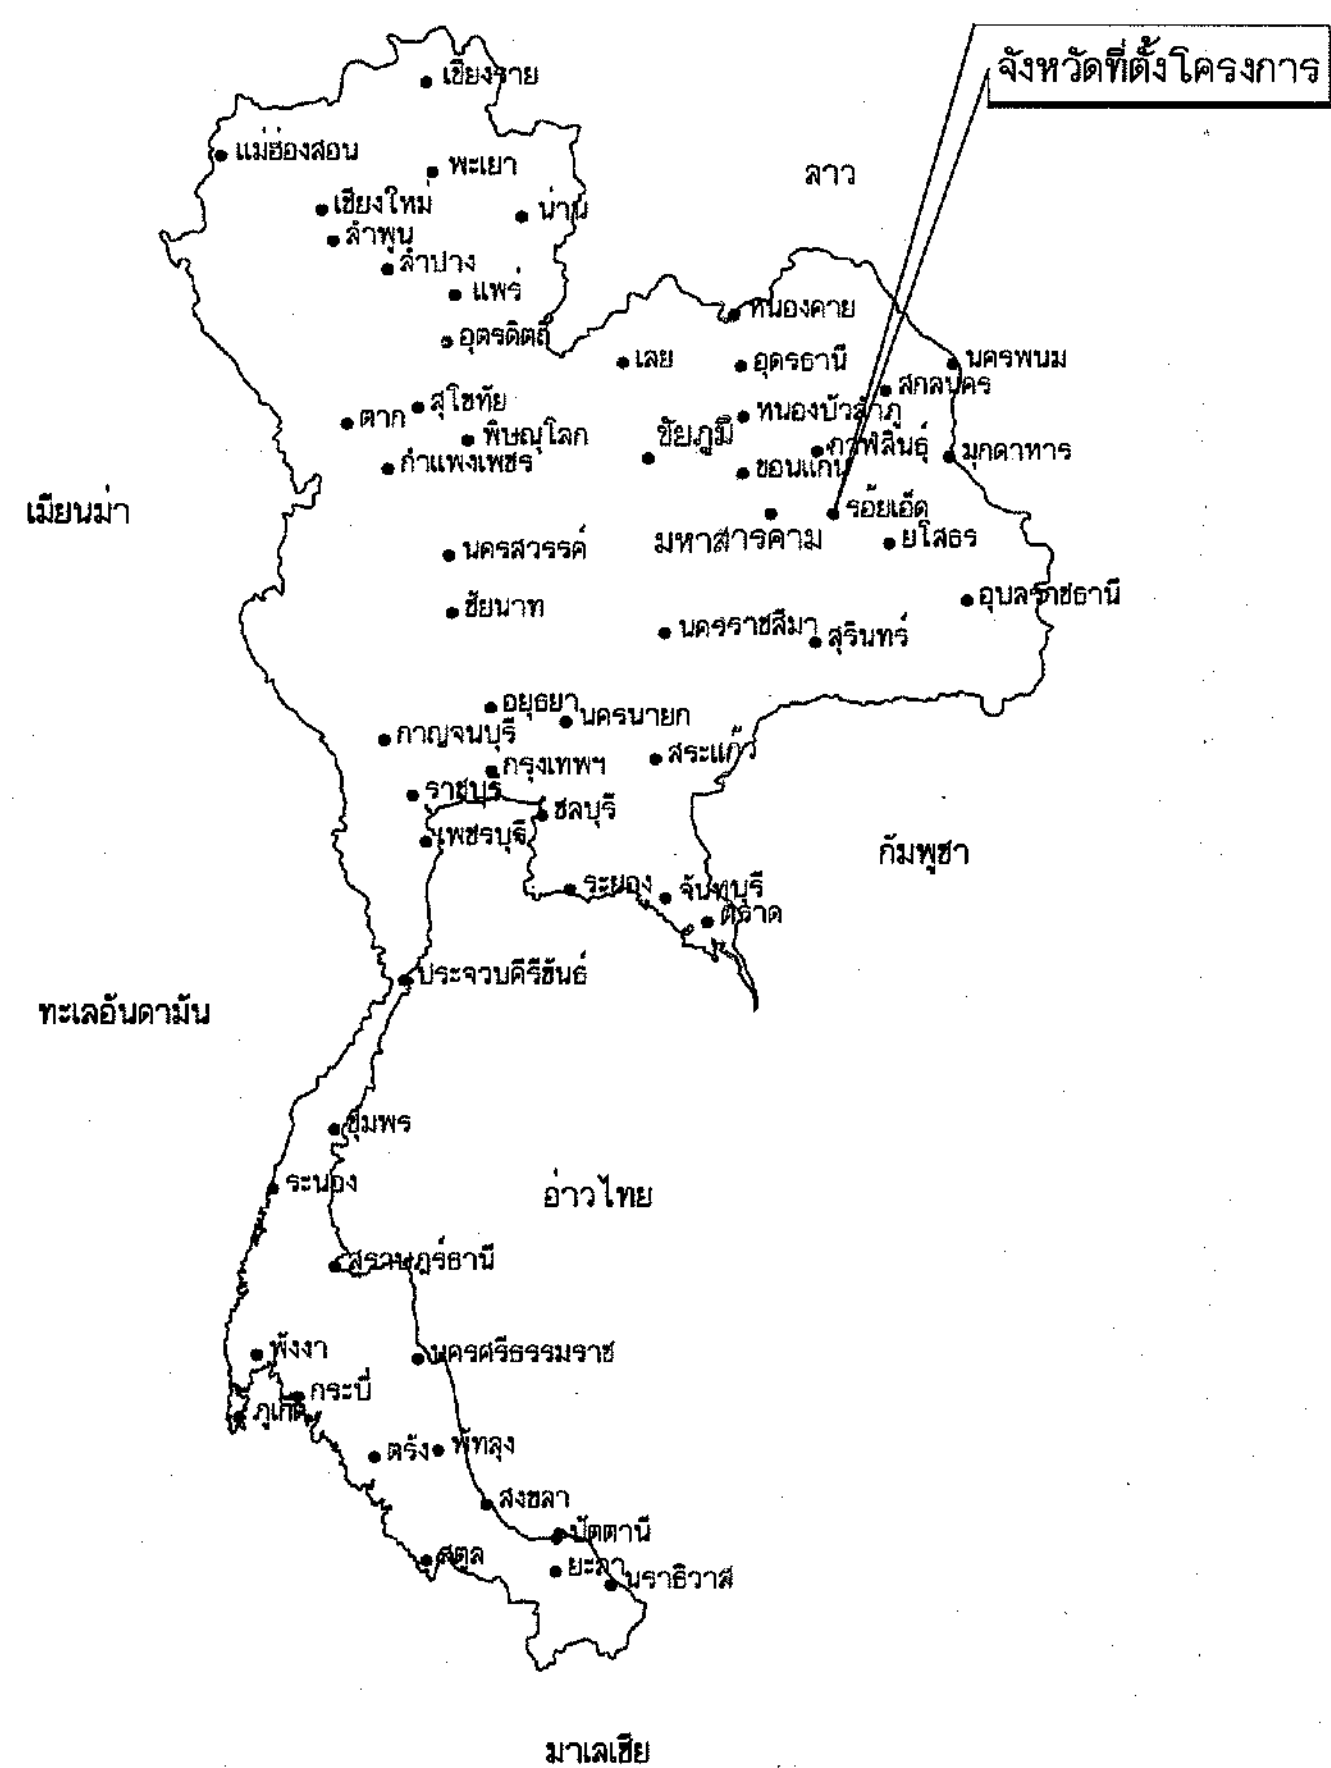 จังหวัดที่ตั้งโครงการ
เชียงราย
แม่ฮ่องสอน
พะเยา
ลาว
เชียงใหม่
น่าน
ลำพูน
ลำปาง
แพร่
หนองคาย
อุตรดิตถ์
เลย
อุดรธานี
นครพนม
สกลนคร
สุโขทัย
ตาก
หนองบัวลำภู
พิษณุโลก
ชัยภูมิ
กาฬสินธุ์
มุกดาหาร
กำแพงเพชร
ขอนแก่น
เมียนม่า
ร้อยเอ็ด
มหาสารคาม
ยโสธร
นครสวรรค์
ชัยนาท
อุบลราชธานี
นครราชสีมา
สุรินทร์
อยุธยา
นครนายก
กาญจนบุรี
สระแก้ว
กรุงเทพฯ
ราชบุรี
ชลบุรี
เพชรบุรี
กัมพูชา
ระยอง
จันทบุรี
ตราด
ประจวบคีรีขันธ์
ทะเลอันดามัน
ชุมพร
ระนอง
อ่าวไทย
สุราษฎร์ธานี
พังงา
นครศรีธรรมราช
กระบี่
ภูเก็ต
ตรัง
พัทลุง
สงขลา
ปัตตานี
สตูล
ยะลา
นราธิวาส
มาเลเซีย